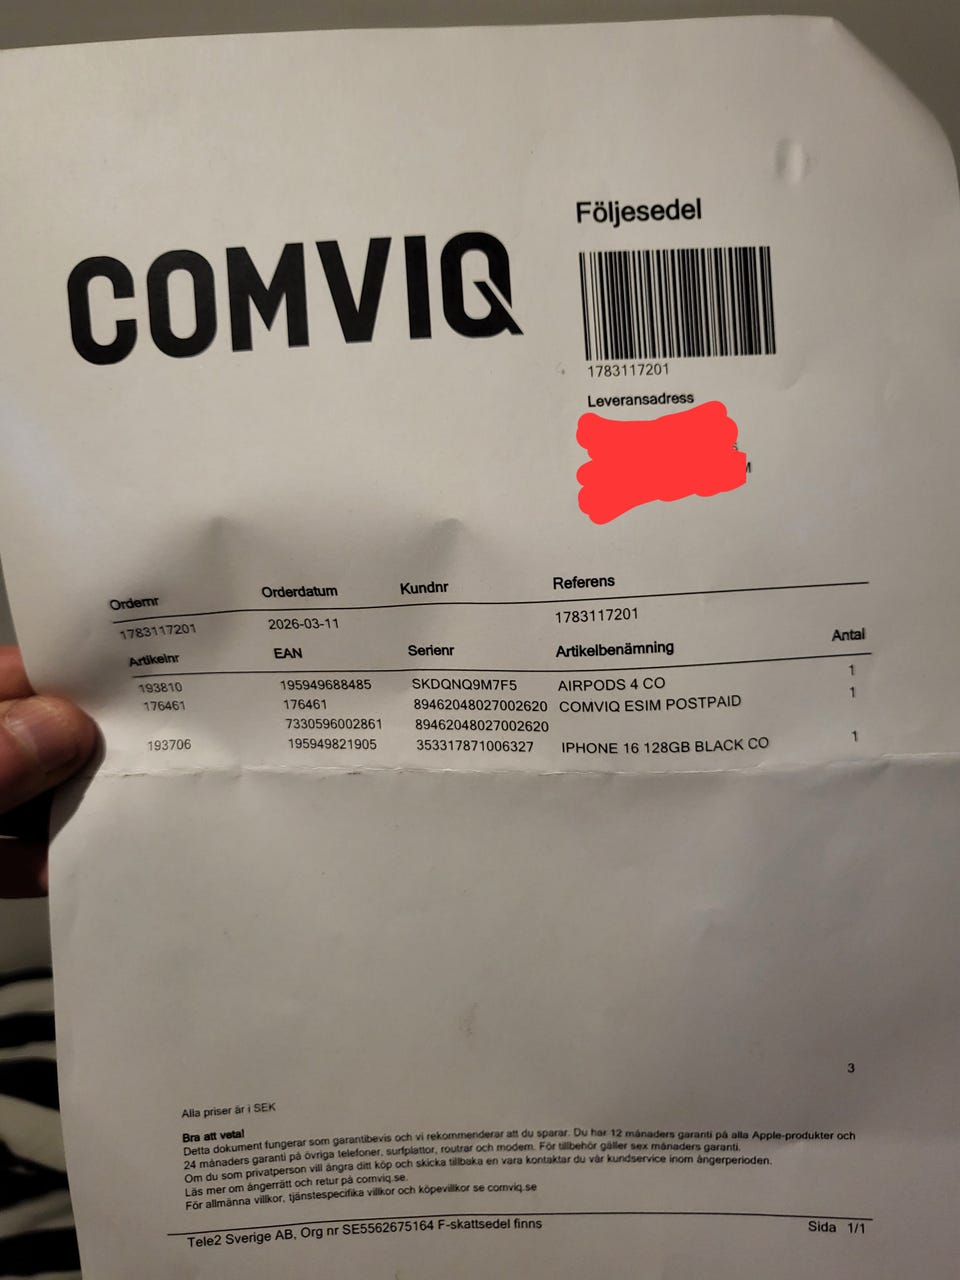 COMVIQ
Följesedel
1783117201
Leveransadress
Ordernr Orderdatum Kundnr Referens
1783117201 2026-03-11 1783117201
Artikelnr EAN Serienr Artikelbenämning Antal
193810 195949688485 SKDQNQ9M7F5 AIRPODS 4 CO 1
176461 176461 89462048027002620 COMVIQ ESIM POSTPAID 1
7330596002861 89462048027002620
193706 195949821905 353317871006327 IPHONE 16 128GB BLACK CO 1
3
Alla priser är i SEK
Bra att veta!
Detta dokument fungerar som garantibevis och vi rekommenderar att du sparar. Du har 12 månaders garanti på alla Apple-produkter och
24 månaders garanti på övriga telefoner, surfplattor, routrar och modem. För tillbehör gäller sex månaders garanti.
Om du som privatperson vill ångra ditt köp och skicka tillbaka en vara kontaktar du vår kundservice inom ångerperioden.
Läs mer om ångerrätt och retur på comviq.se.
För allmänna villkor, tjänstespecifika villkor och köpevillkor se comviq.se
Tele2 Sverige AB, Org nr SE5562675164 F-skattsedel finns Sida 1/1